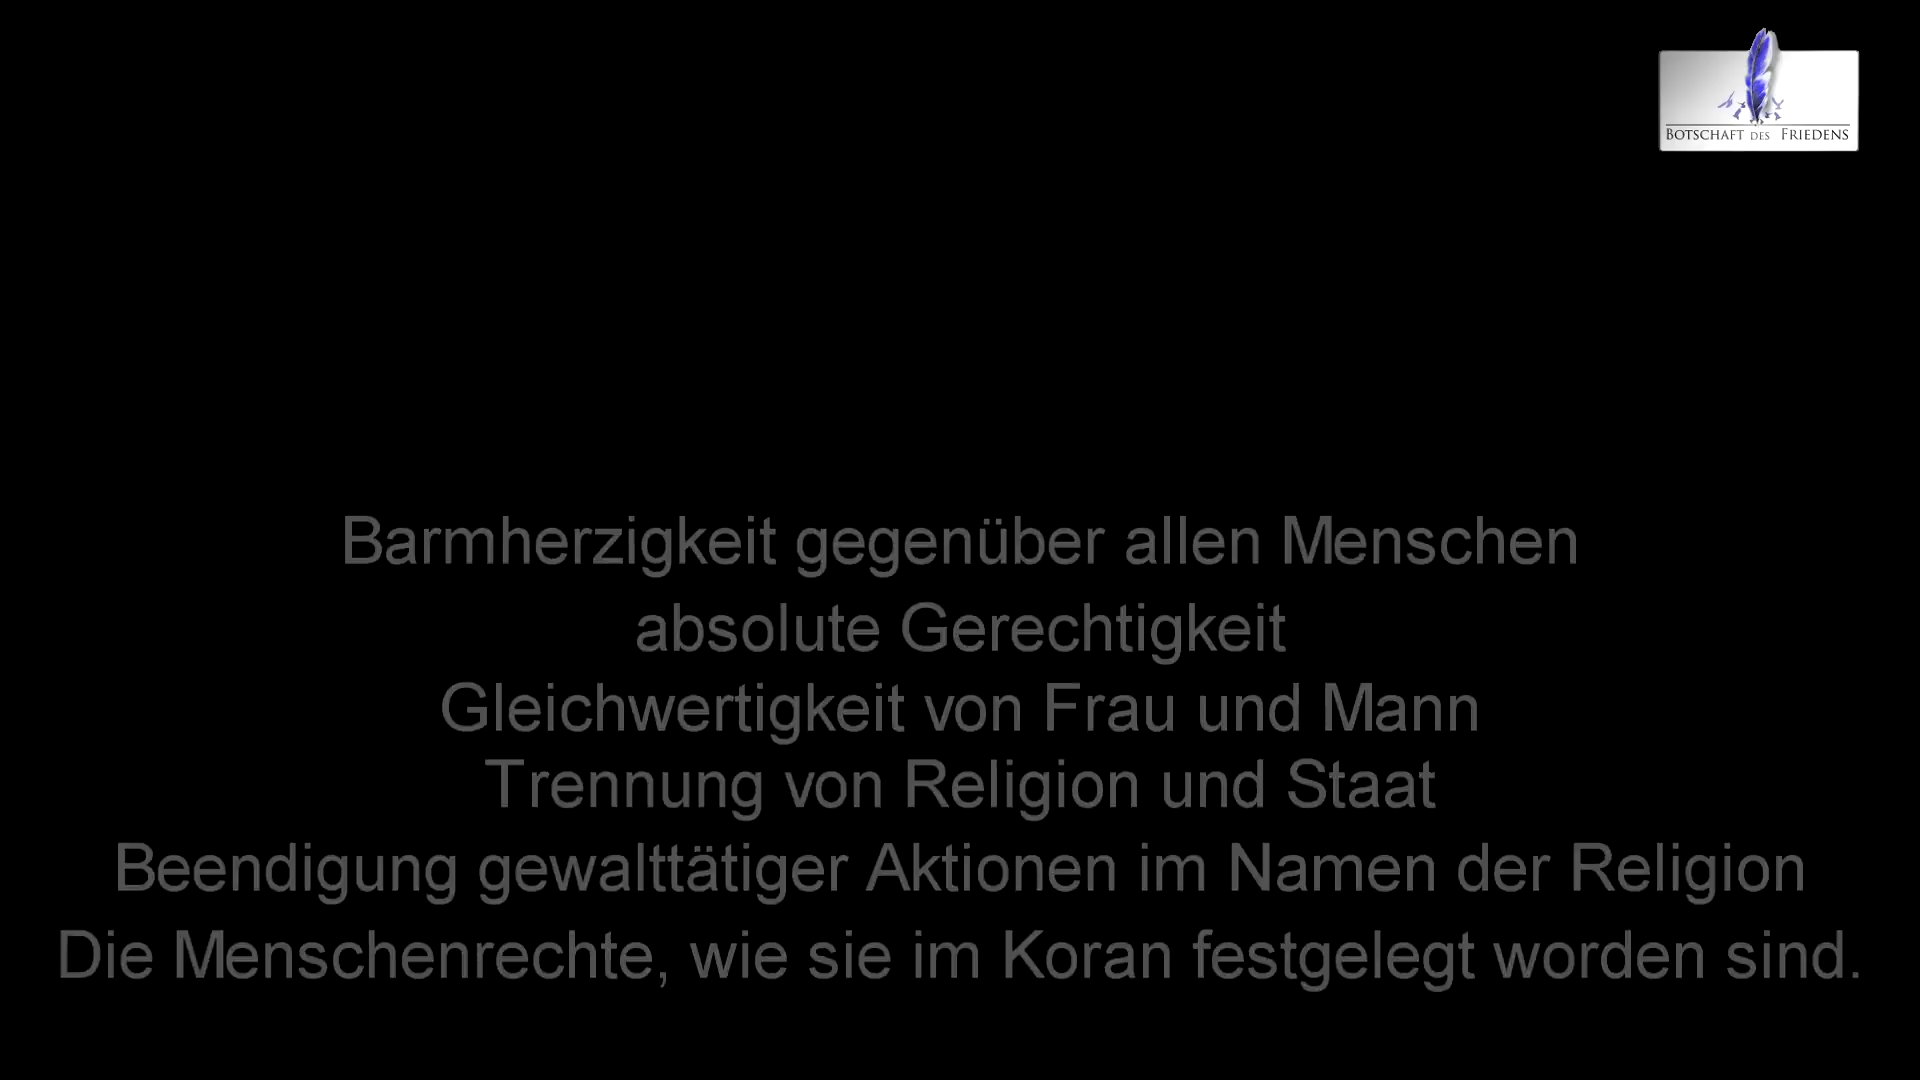 BOTSCHAFT DES FRIEDENS
Barmherzigkeit gegenüber allen Menschen
absolute Gerechtigkeit
Gleichwertigkeit von Frau und Mann
Trennung von Religion und Staat
Beendigung gewalttätiger Aktionen im Namen der Religion
Die Menschenrechte, wie sie im Koran festgelegt worden sind.